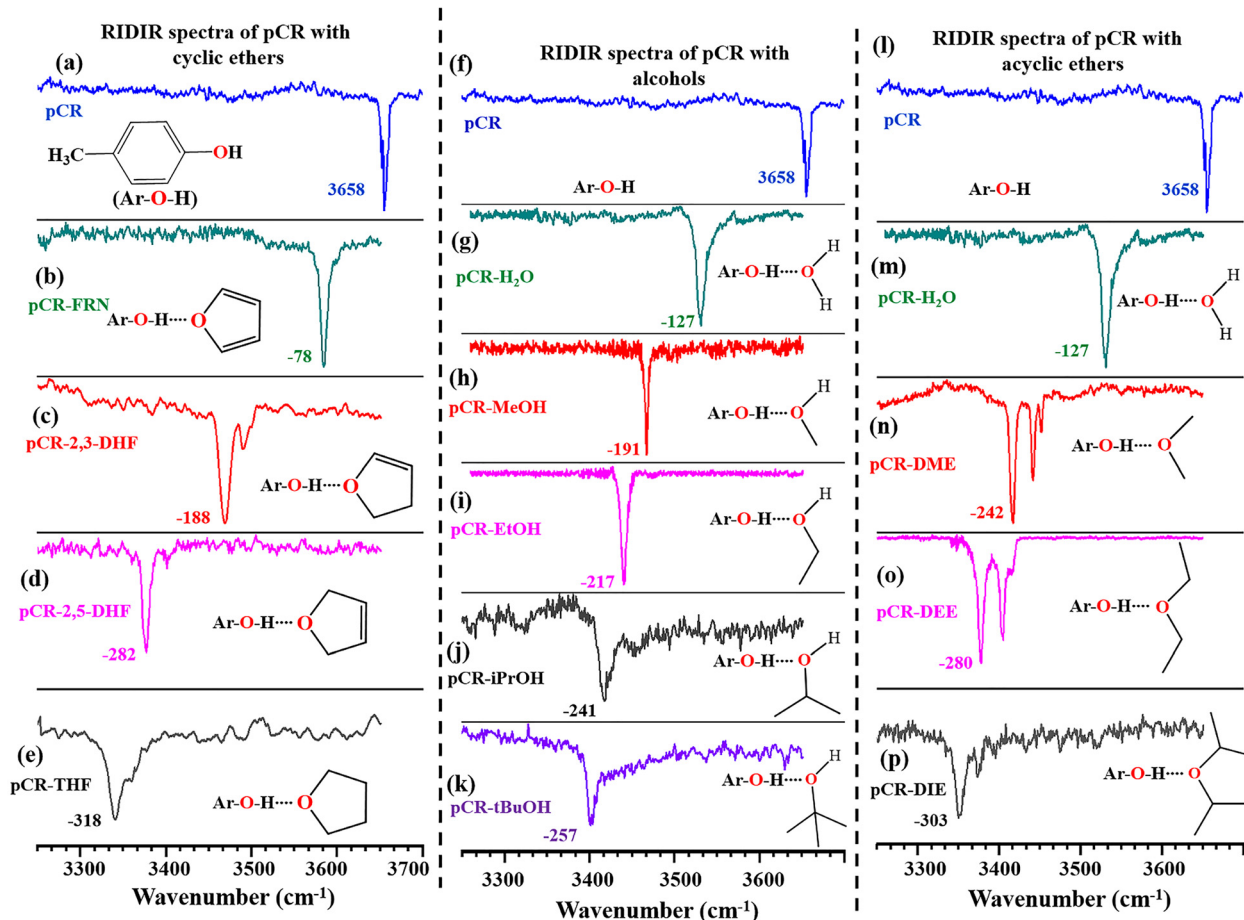 RIDIR spectra of pCR with
cyclic ethers
(a)
pCR
H₃C
OH
(Ar-O-H)
3658
(b)
pCR-FRN
Ar-O-H
O
-78
(c)
pCR-2,3-DHF
Ar-O-H
O
-188
(d)
pCR-2,5-DHF
Ar-O-H
O
-282
(e)
pCR-THF
Ar-O-H
O
-318
3300 3400 3500 3600 3700
Wavenumber (cm⁻¹)
RIDIR spectra of pCR with
alcohols
(f)
pCR
Ar-O-H
3658
(g)
pCR-H₂O
H
Ar-O-H
O
H
-127
(h)
pCR-MeOH
H
Ar-O-H
O
-191
(i)
pCR-EtOH
H
Ar-O-H
O
-217
(j)
pCR-iPrOH
H
Ar-O-H
O
-241
(k)
pCR-tBuOH
H
Ar-O-H
O
-257
3300 3400 3500 3600
Wavenumber (cm⁻¹)
RIDIR spectra of pCR with
acyclic ethers
(l)
pCR
Ar-O-H
3658
(m)
pCR-H₂O
H
Ar-O-H
O
H
-127
(n)
pCR-DME
Ar-O-H
O
-242
(o)
pCR-DEE
Ar-O-H
O
-280
(p)
pCR-DIE
Ar-O-H
O
-303
3300 3400 3500 3600
Wavenumber (cm⁻¹)